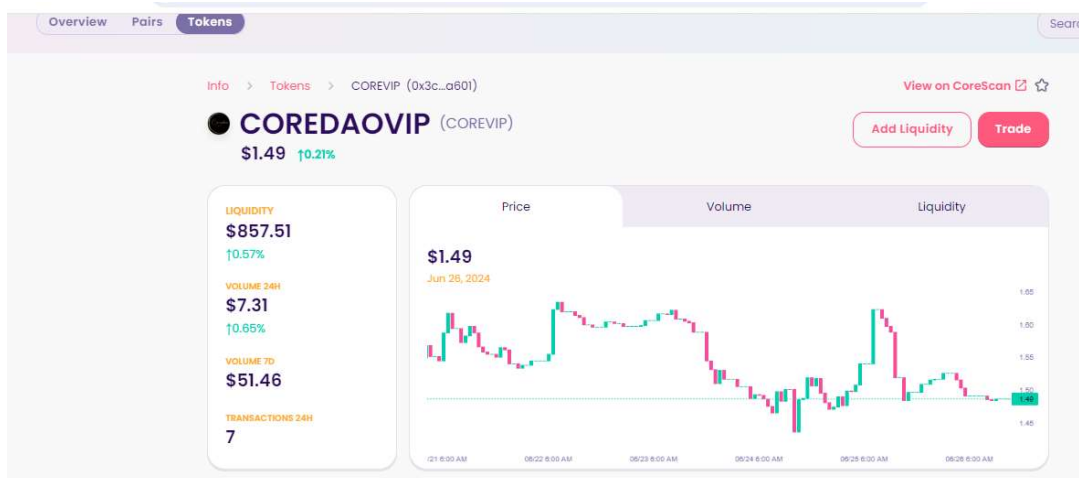 Overview Pairs Tokens
Info > Tokens > COREVIP (0x3c...a601)
View on CoreScan
COREDAOVIP (COREVIP)
$1.49 ↑0.21%
Add Liquidity Trade
LIQUIDITY
$857.51
↑0.57%
VOLUME 24H
$7.31
↑0.65%
VOLUME 7D
$51.46
TRANSACTIONS 24H
7
Price Volume Liquidity
$1.49
Jun 26, 2024
1.65
1.60
1.55
1.50
1.49
1.45
/21 6:00 AM 06/22 6:00 AM 06/23 6:00 AM 06/24 6:00 AM 06/25 6:00 AM 06/26 6:00 AM